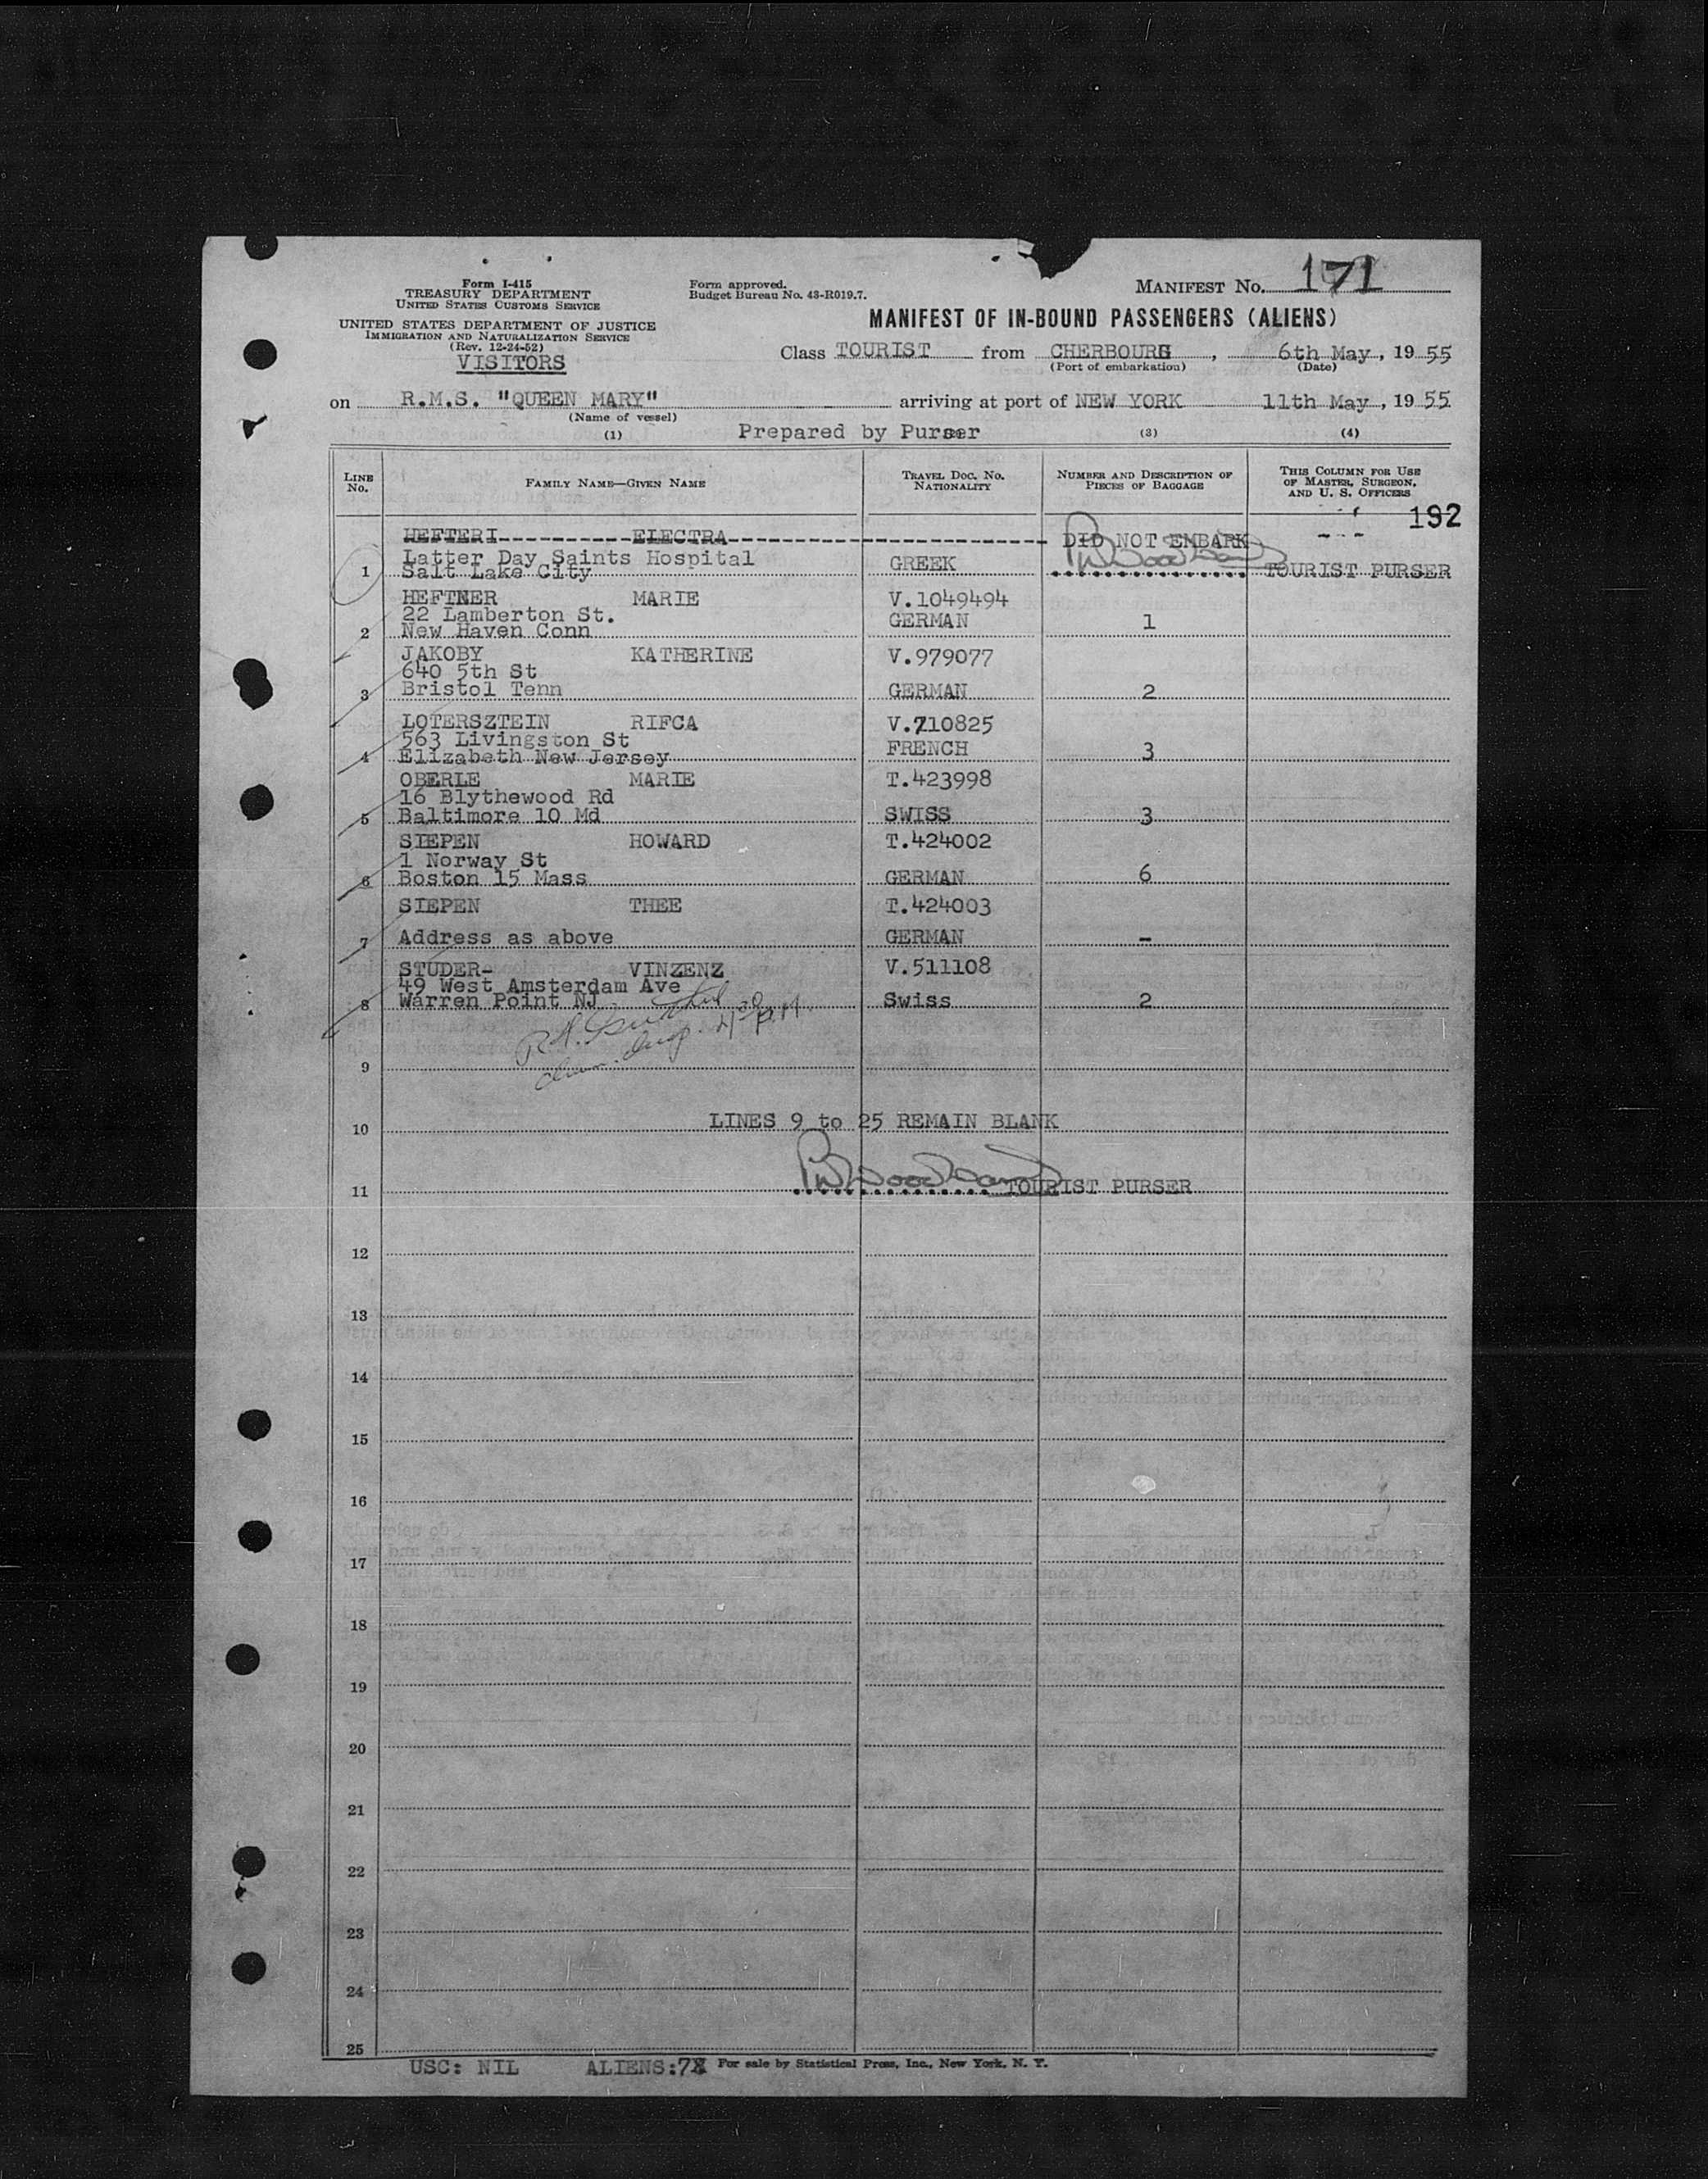 Form I-415
TREASURY DEPARTMENT
UNITED STATES CUSTOMS SERVICE
UNITED STATES DEPARTMENT OF JUSTICE
IMMIGRATION AND NATURALIZATION SERVICE
(Rev. 12-24-52)
VISITORS
Form approved.
Budget Bureau No. 43-R019.7.
MANIFEST No. 171
MANIFEST OF IN-BOUND PASSENGERS (ALIENS)
Class TOURIST from CHERBOURG , 6th May , 19 55
(Port of embarkation) (Date)
on R.M.S. "QUEEN MARY" arriving at port of NEW YORK 11th May , 19 55
(Name of vessel)
(1) Prepared by Purser (3) (4)
LINE No. FAMILY NAME—GIVEN NAME TRAVEL DOC. NO. NATIONALITY NUMBER AND DESCRIPTION OF PIECES OF BAGGAGE THIS COLUMN FOR USE OF MASTER, SURGEON, AND U. S. OFFICERS
192
HEFTERI----------ELECTRA---------------------------- DID NOT EMBARK ---
Latter Day Saints Hospital
1 Salt Lake City GREEK TOURIST PURSER
HEFTNER MARIE V.1049494
22 Lamberton St.
2 New Haven Conn GERMAN 1
JAKOBY KATHERINE V.979077
640 5th St
3 Bristol Tenn GERMAN 2
LOTERSZTEIN RIFCA V.710825
563 Livingston St
4 Elizabeth New Jersey FRENCH 3
OBERLE MARIE T.423998
16 Blythewood Rd
5 Baltimore 10 Md SWISS 3
SIEPEN HOWARD T.424002
1 Norway St
6 Boston 15 Mass GERMAN 6
SIEPEN THEE T.424003
7 Address as above GERMAN -
STUDER- VINZENZ V.511108
49 West Amsterdam Ave
8 Warren Point NJ Swiss 2
9
10 LINES 9 to 25 REMAIN BLANK
11 TOURIST PURSER
12
13
14
15
16
17
18
19
20
21
22
23
24
25
USC: NIL ALIENS:7 For sale by Statistical Press, Inc., New York, N. Y.